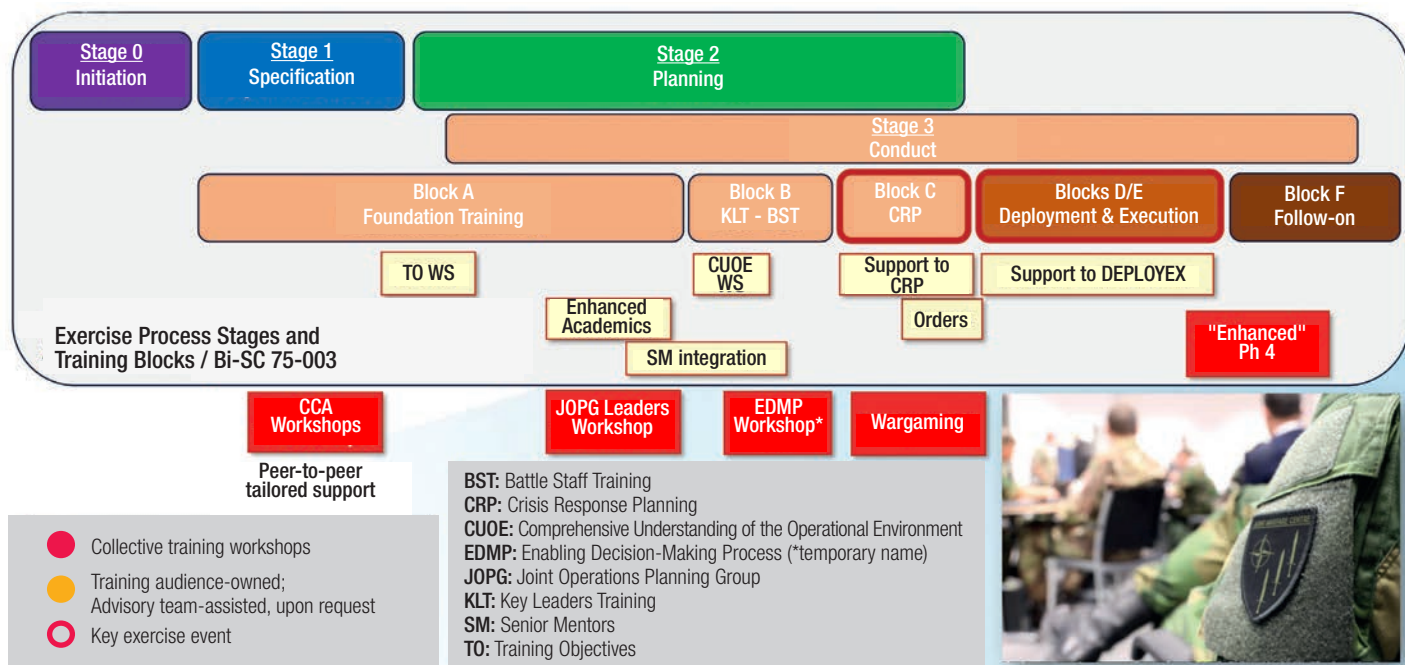 Stage 0
Initiation
Stage 1
Specification
Stage 2
Planning
Stage 3
Conduct
Block A
Foundation Training
Block B
KLT - BST
Block C
CRP
Blocks D/E
Deployment & Execution
Block F
Follow-on
TO WS
CUOE
WS
Support to
CRP
Support to DEPLOYEX
Enhanced
Academics
Orders
SM integration
"Enhanced"
Ph 4
Exercise Process Stages and
Training Blocks / Bi-SC 75-003
CCA
Workshops
JOPG Leaders
Workshop
EDMP
Workshop*
Wargaming
Peer-to-peer
tailored support
Collective training workshops
Training audience-owned;
Advisory team-assisted, upon request
Key exercise event
BST: Battle Staff Training
CRP: Crisis Response Planning
CUOE: Comprehensive Understanding of the Operational Environment
EDMP: Enabling Decision-Making Process (*temporary name)
JOPG: Joint Operations Planning Group
KLT: Key Leaders Training
SM: Senior Mentors
TO: Training Objectives